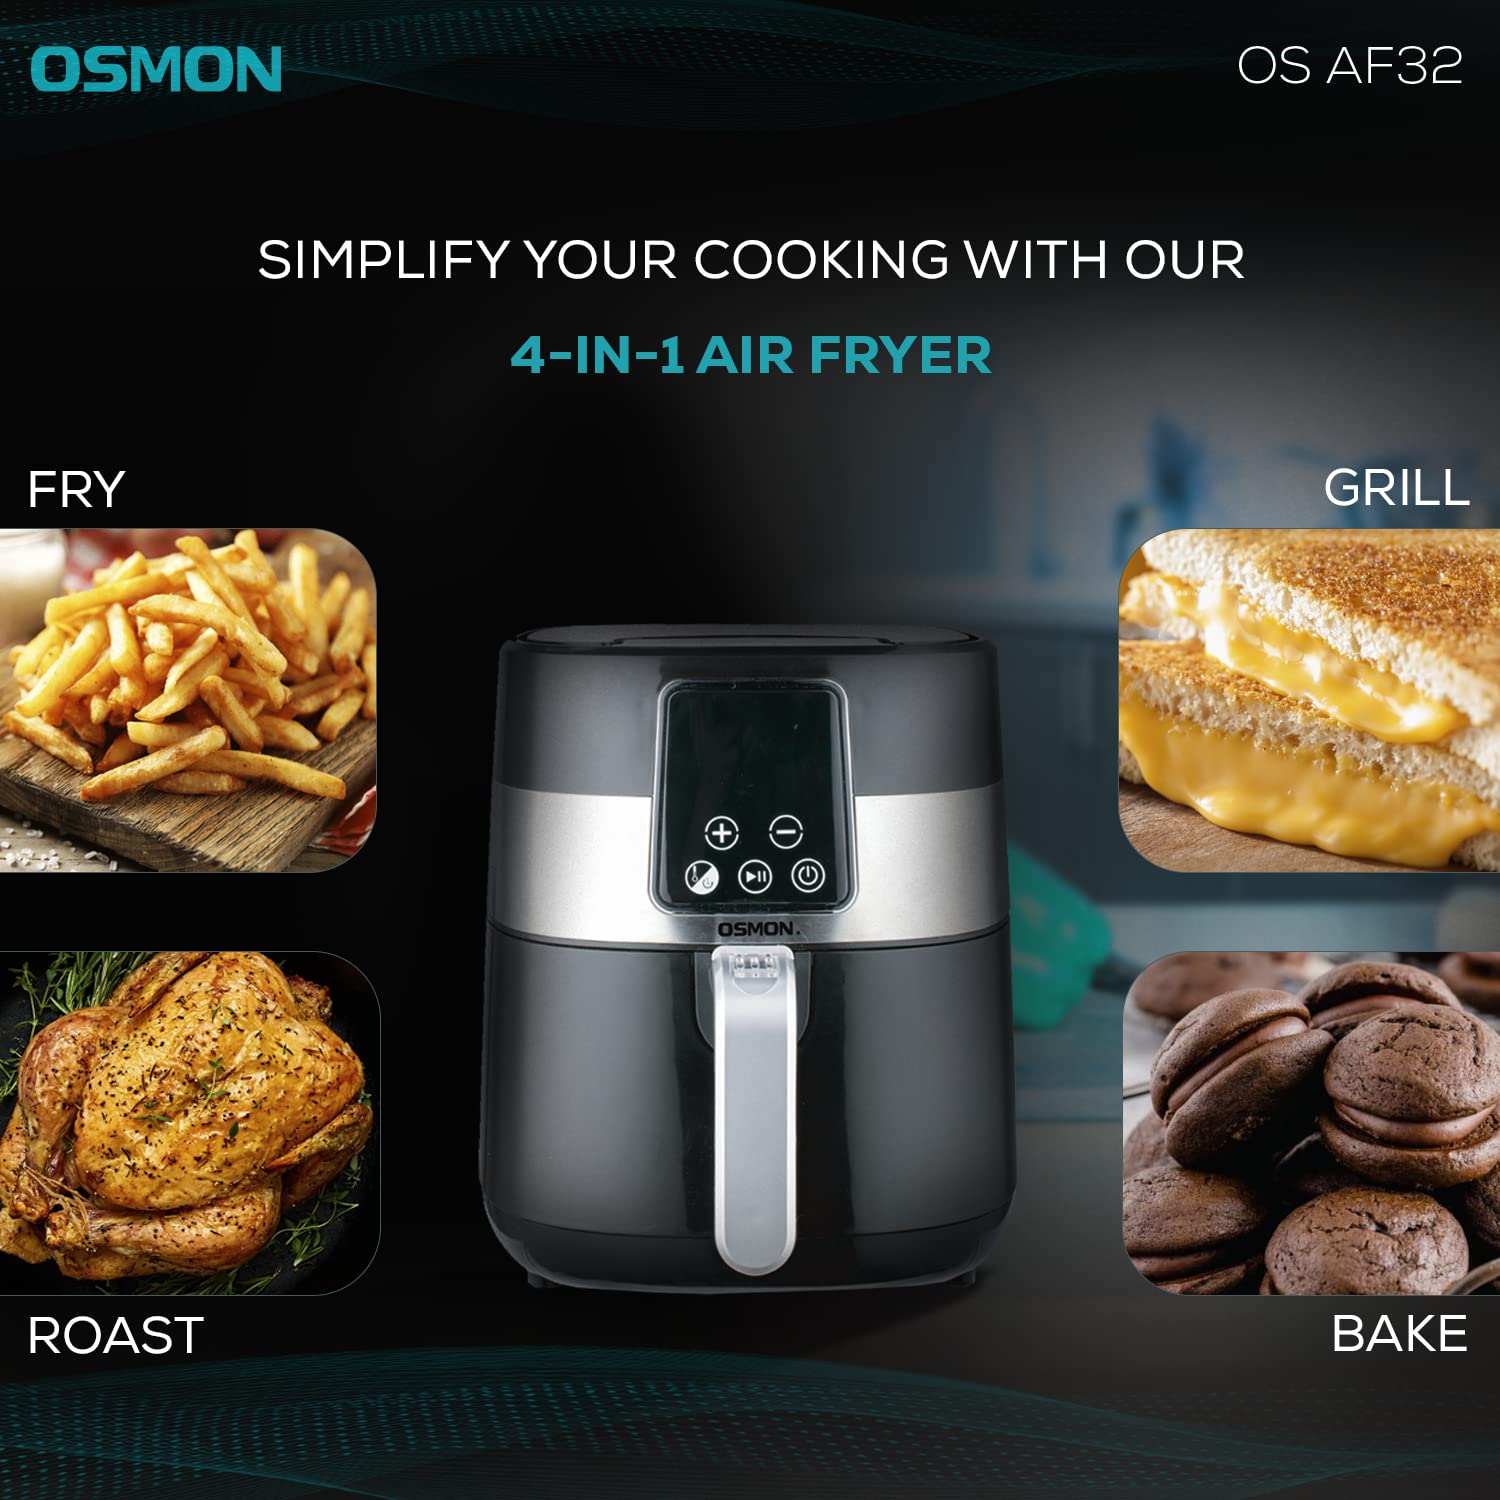 OSMON
OS AF32
SIMPLIFY YOUR COOKING WITH OUR
4-IN-1 AIR FRYER
FRY
GRILL
OSMON.
ROAST
BAKE